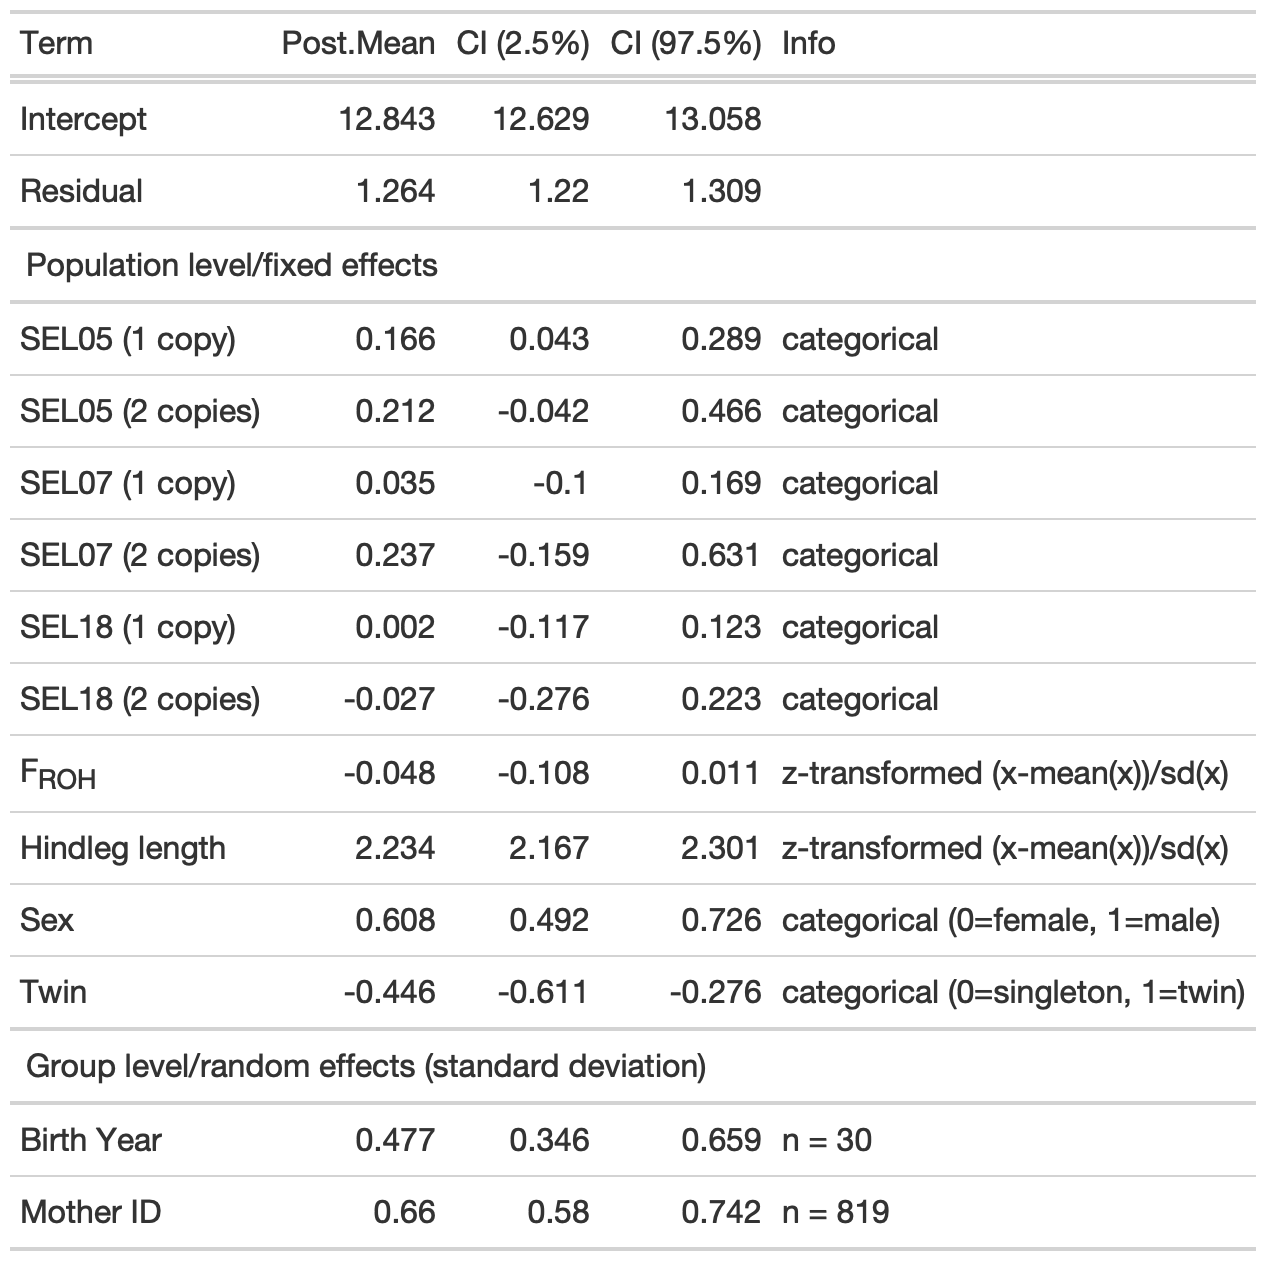 Term Post.Mean CI (2.5%) CI (97.5%) Info
Intercept 12.843 12.629 13.058
Residual 1.264 1.22 1.309
Population level/fixed effects
SEL05 (1 copy) 0.166 0.043 0.289 categorical
SEL05 (2 copies) 0.212 -0.042 0.466 categorical
SEL07 (1 copy) 0.035 -0.1 0.169 categorical
SEL07 (2 copies) 0.237 -0.159 0.631 categorical
SEL18 (1 copy) 0.002 -0.117 0.123 categorical
SEL18 (2 copies) -0.027 -0.276 0.223 categorical
FROH -0.048 -0.108 0.011 z-transformed (x-mean(x))/sd(x)
Hindleg length 2.234 2.167 2.301 z-transformed (x-mean(x))/sd(x)
Sex 0.608 0.492 0.726 categorical (0=female, 1=male)
Twin -0.446 -0.611 -0.276 categorical (0=singleton, 1=twin)
Group level/random effects (standard deviation)
Birth Year 0.477 0.346 0.659 n = 30
Mother ID 0.66 0.58 0.742 n = 819